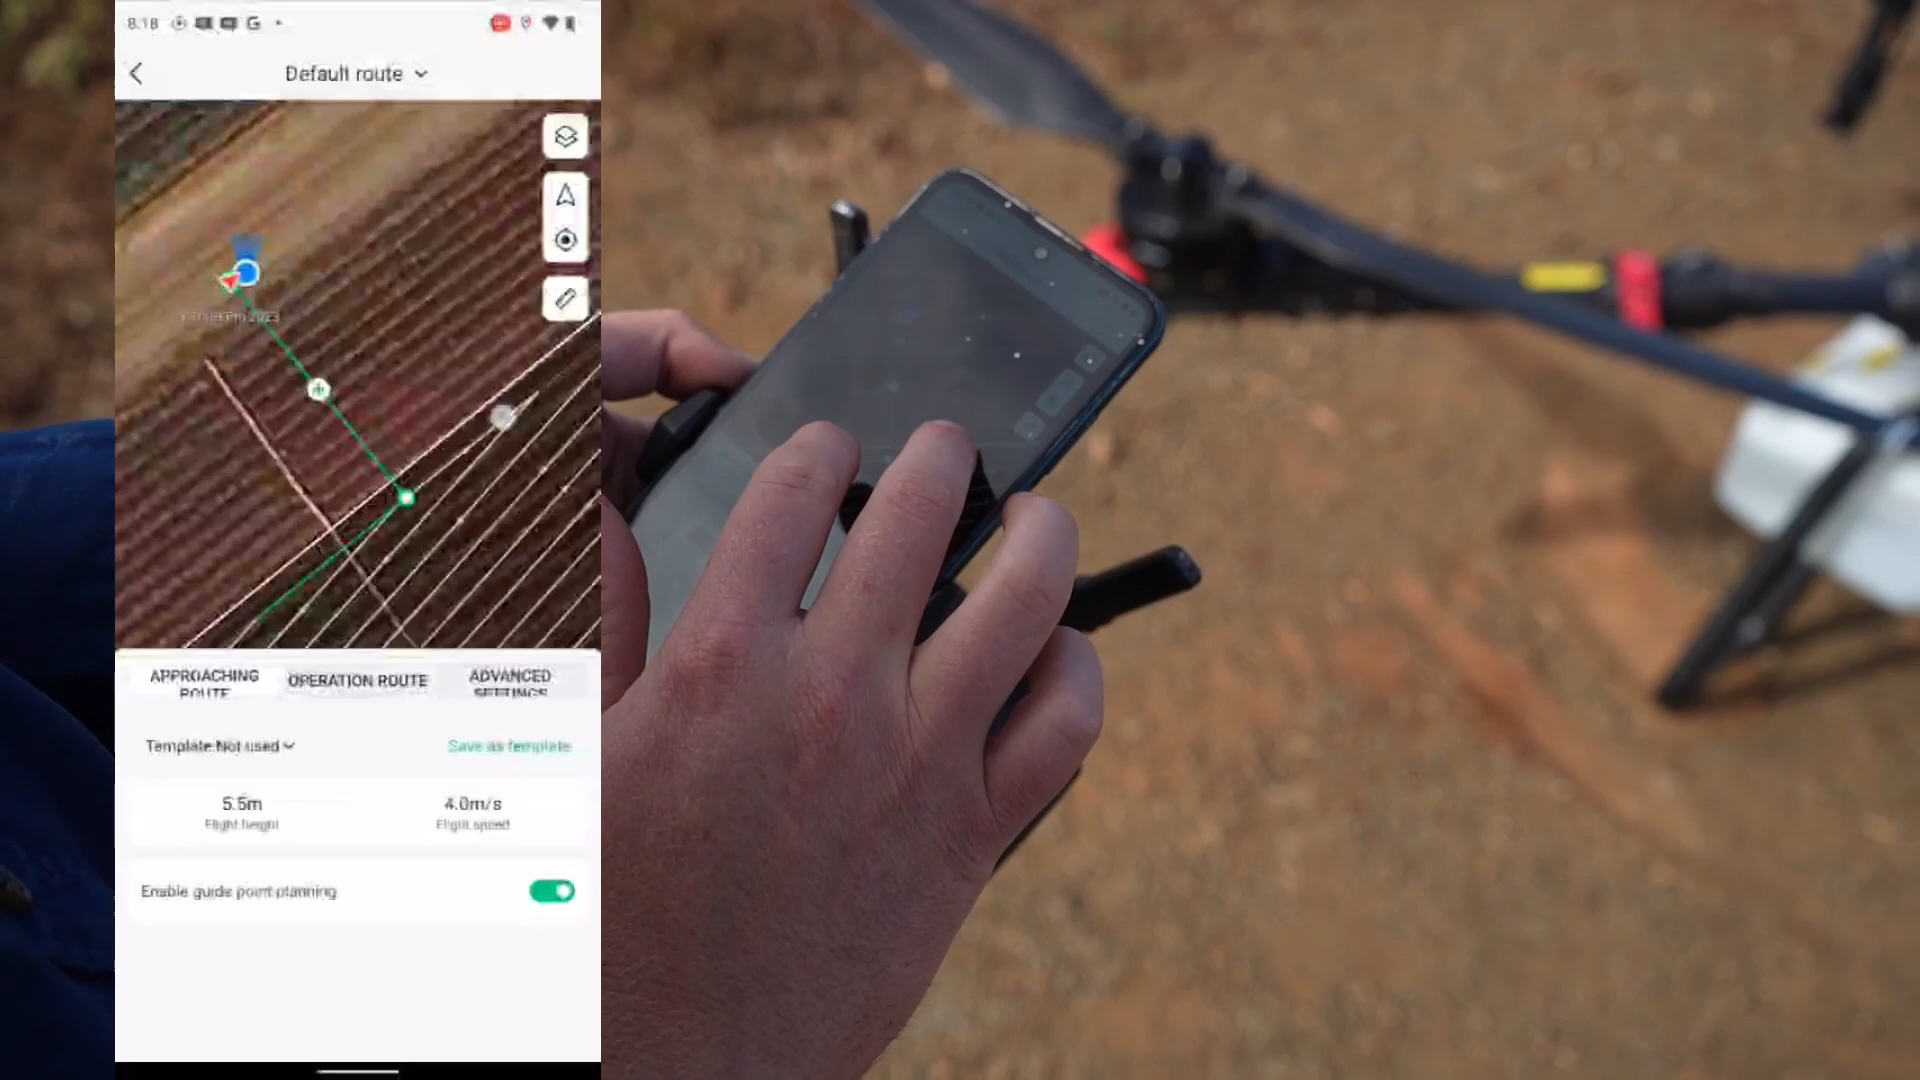 8.18
Default route
APPROACHING
ROUTE
OPERATION ROUTE
ADVANCED
SETTINGS
Template:Not used
Save as template
5.5m
Flight height
4.0m/s
Flight speed
Enable guide point planning